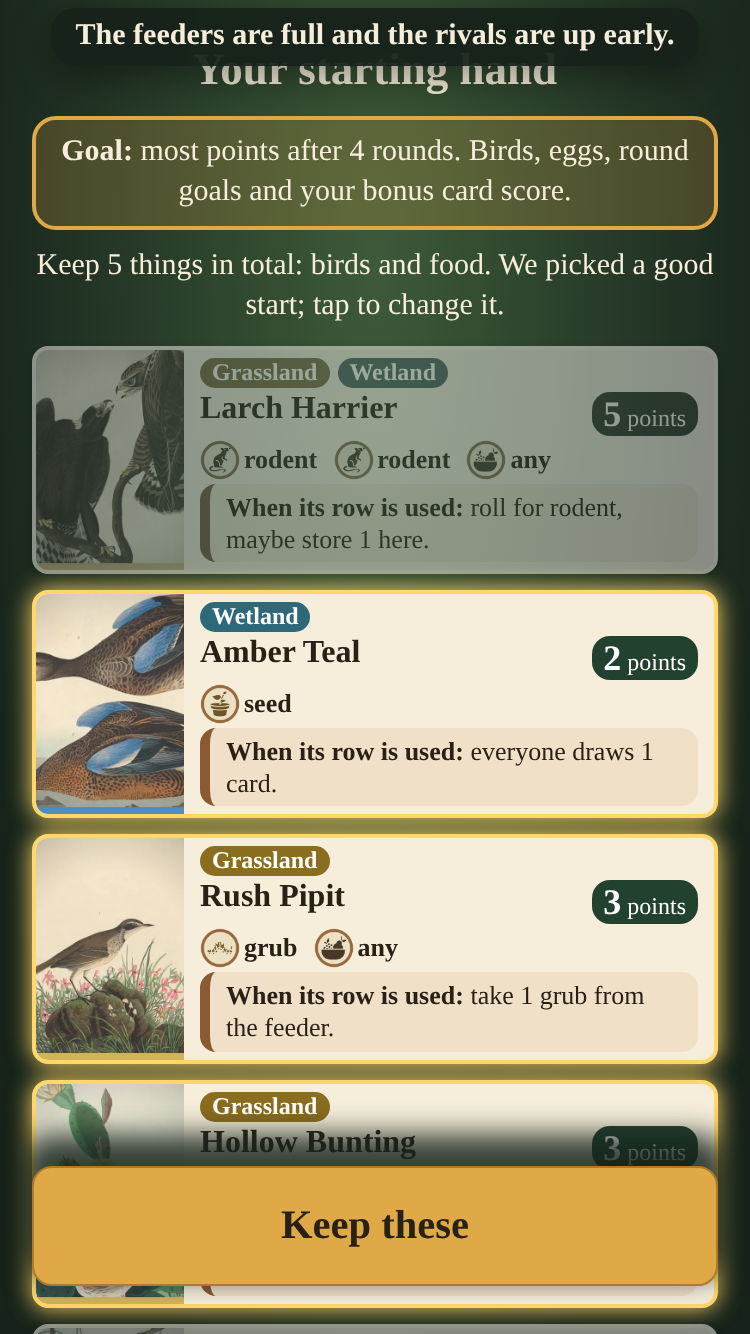 The feeders are full and the rivals are up early.
Your starting hand
Goal: most points after 4 rounds. Birds, eggs, round
goals and your bonus card score.
Keep 5 things in total: birds and food. We picked a good
start; tap to change it.
Grassland Wetland
Larch Harrier
5 points
rodent rodent any
When its row is used: roll for rodent,
maybe store 1 here.
Wetland
Amber Teal
2 points
seed
When its row is used: everyone draws 1
card.
Grassland
Rush Pipit
3 points
grub any
When its row is used: take 1 grub from
the feeder.
Grassland
Hollow Bunting
3 points
Keep these